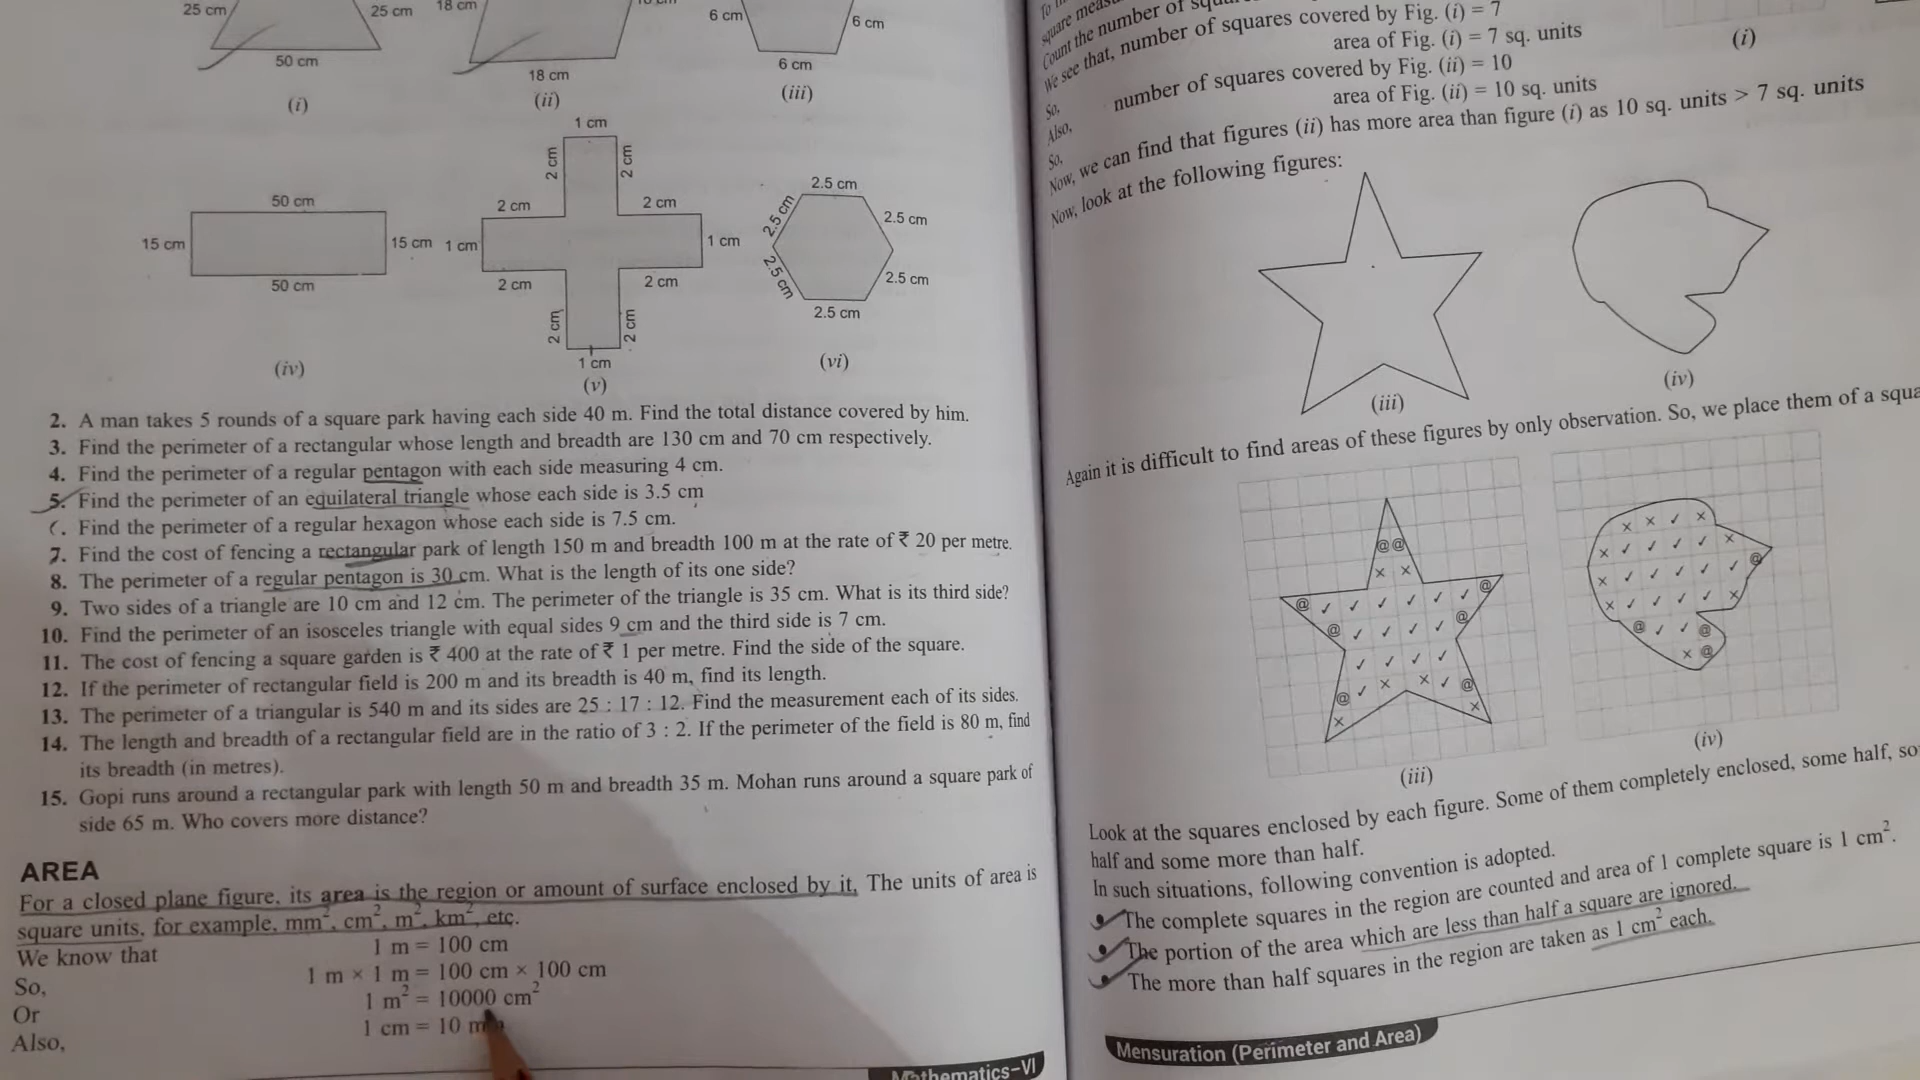 25 cm
25 cm
50 cm
(i)
18 cm
18 cm
(ii)
6 cm
6 cm
6 cm
(iii)
50 cm
15 cm
15 cm
50 cm
(iv)
1 cm
2 cm
2 cm
2 cm
2 cm
1 cm
1 cm
2 cm
2 cm
2 cm
2 cm
1 cm
(v)
2.5 cm
2.5 cm
2.5 cm
2.5 cm
2.5 cm
2.5 cm
(vi)
2. A man takes 5 rounds of a square park having each side 40 m. Find the total distance covered by him.
3. Find the perimeter of a rectangular whose length and breadth are 130 cm and 70 cm respectively.
4. Find the perimeter of a regular pentagon with each side measuring 4 cm.
5. Find the perimeter of an equilateral triangle whose each side is 3.5 cm
Find the perimeter of a regular hexagon whose each side is 7.5 cm.
7. Find the cost of fencing a rectangular park of length 150 m and breadth 100 m at the rate of ₹ 20 per metre.
8. The perimeter of a regular pentagon is 30 cm. What is the length of its one side?
9. Two sides of a triangle are 10 cm and 12 cm. The perimeter of the triangle is 35 cm. What is its third side?
10. Find the perimeter of an isosceles triangle with equal sides 9 cm and the third side is 7 cm.
11. The cost of fencing a square garden is ₹ 400 at the rate of ₹ 1 per metre. Find the side of the square.
12. If the perimeter of rectangular field is 200 m and its breadth is 40 m, find its length.
13. The perimeter of a triangular is 540 m and its sides are 25 : 17 : 12. Find the measurement each of its sides.
14. The length and breadth of a rectangular field are in the ratio of 3 : 2. If the perimeter of the field is 80 m, find
its breadth (in metres).
15. Gopi runs around a rectangular park with length 50 m and breadth 35 m. Mohan runs around a square park of
side 65 m. Who covers more distance?
AREA
For a closed plane figure, its area is the region or amount of surface enclosed by it. The units of area is
square units, for example, mm², cm², m², km², etc.
We know that 1 m = 100 cm
So, 1 m × 1 m = 100 cm × 100 cm
Or 1 m² = 10000 cm²
Also, 1 cm = 10
Mathematics–VI
square
Count the number of
We see that, number of squares covered by Fig. (i) = 7
So, area of Fig. (i) = 7 sq. units
Also, number of squares covered by Fig. (ii) = 10
So, area of Fig. (ii) = 10 sq. units
Now, we can find that figures (ii) has more area than figure (i) as 10 sq. units > 7 sq. units
Now, look at the following figures:
(i)
(iii)
(iv)
Again it is difficult to find areas of these figures by only observation. So, we place them of a
(iii)
(iv)
Look at the squares enclosed by each figure. Some of them completely enclosed, some half,
half and some more than half.
In such situations, following convention is adopted.
The complete squares in the region are counted and area of 1 complete square is 1 cm².
The portion of the area which are less than half a square are ignored.
The more than half squares in the region are taken as 1 cm² each.
Mensuration (Perimeter and Area)